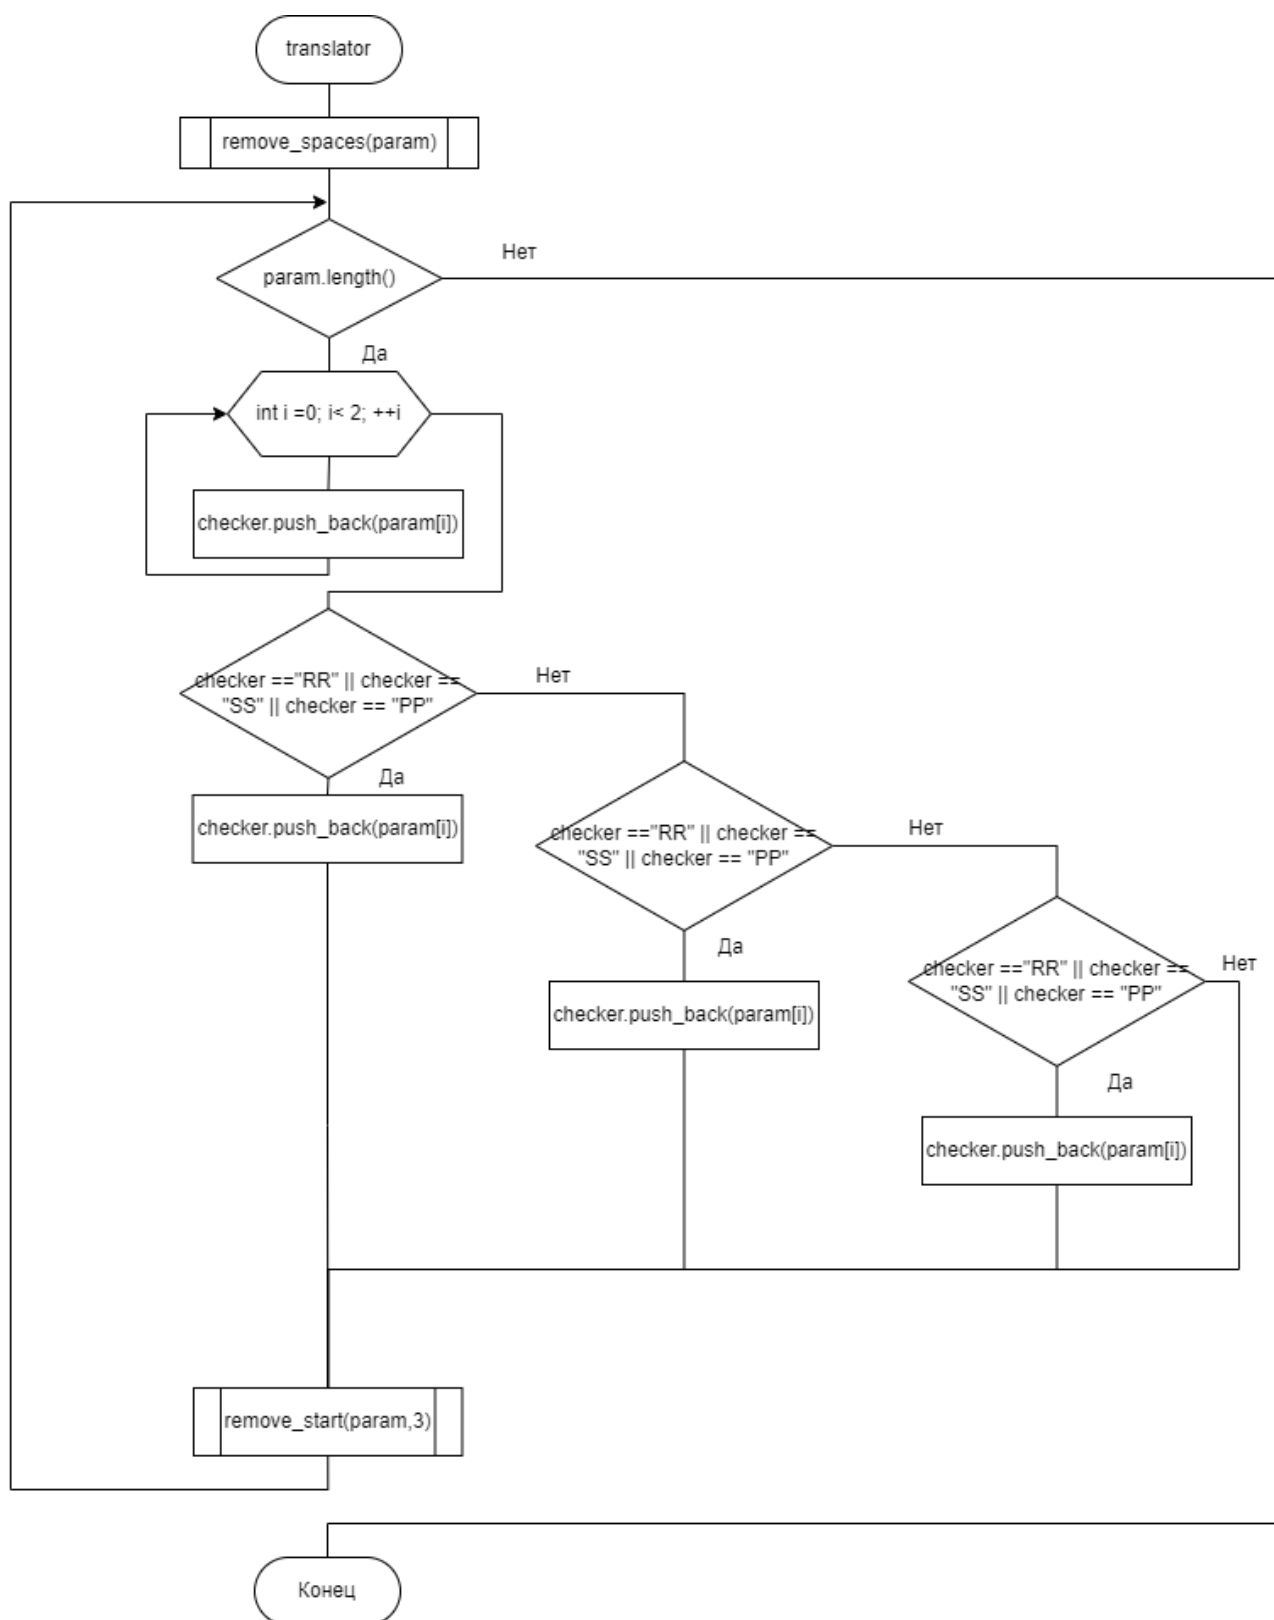 translator
remove_spaces(param)
Нет
param.length()
Да
int i =0; i< 2; ++i
checker.push_back(param[i])
checker =="RR" || checker ==
"SS" || checker == "PP"
Нет
Да
checker.push_back(param[i])
checker =="RR" || checker ==
"SS" || checker == "PP"
Нет
Да
checker.push_back(param[i])
checker =="RR" || checker ==
"SS" || checker == "PP"
Нет
Да
checker.push_back(param[i])
remove_start(param,3)
Конец